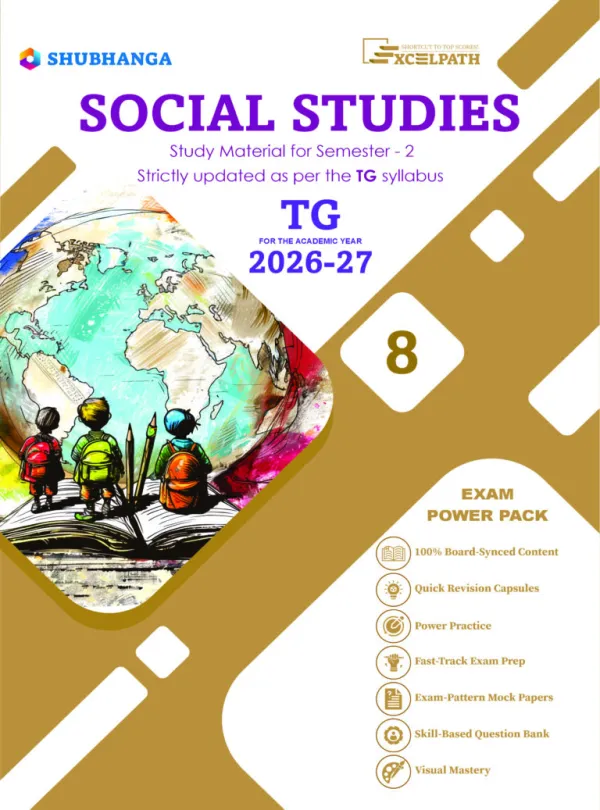 SHUBHANGA
SHORTCUT TO TOP SCORES!
EXCELPATH
SOCIAL STUDIES
Study Material for Semester - 2
Strictly updated as per the TG syllabus
TG
FOR THE ACADEMIC YEAR
2026-27
8
EXAM
POWER PACK
100% Board-Synced Content
Quick Revision Capsules
Power Practice
Fast-Track Exam Prep
Exam-Pattern Mock Papers
Skill-Based Question Bank
Visual Mastery